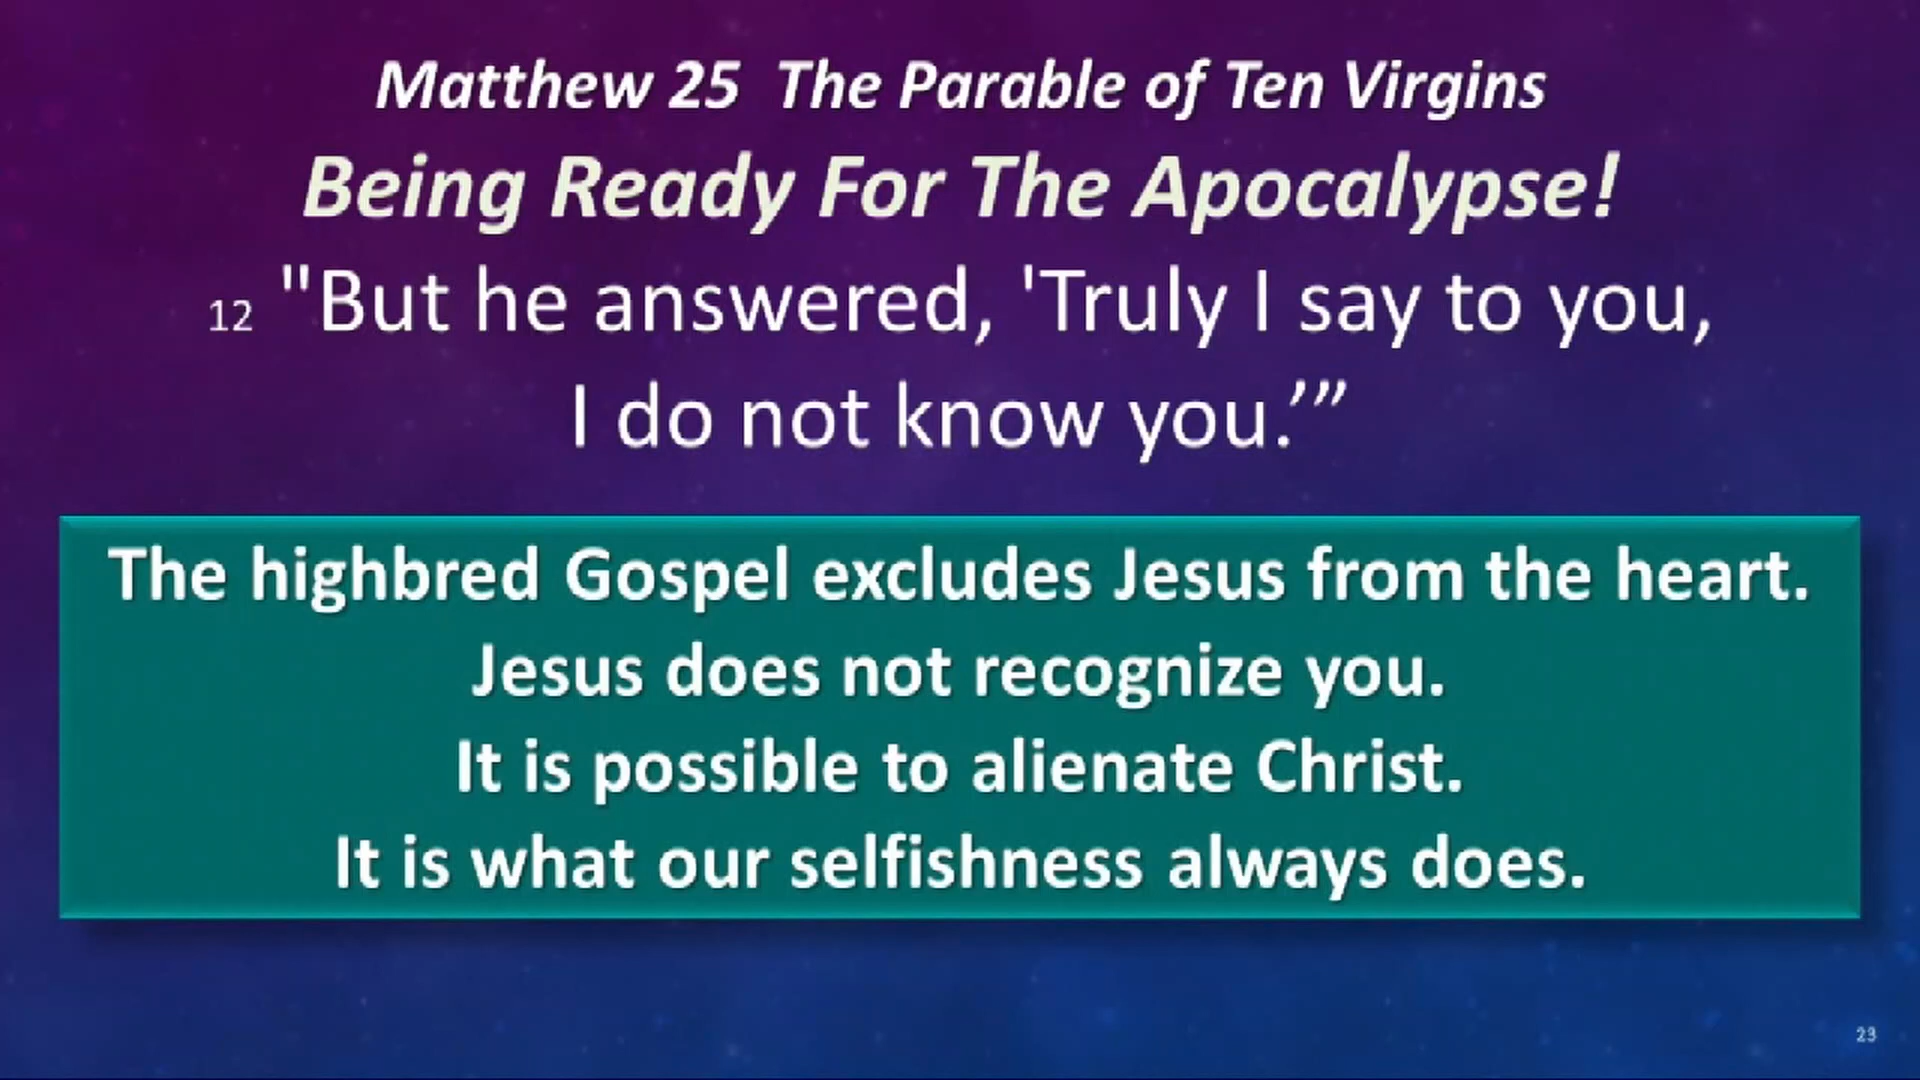 Matthew 25 The Parable of Ten Virgins
Being Ready For The Apocalypse!
12 "But he answered, 'Truly I say to you,
I do not know you.’”
The highbred Gospel excludes Jesus from the heart.
Jesus does not recognize you.
It is possible to alienate Christ.
It is what our selfishness always does.
23